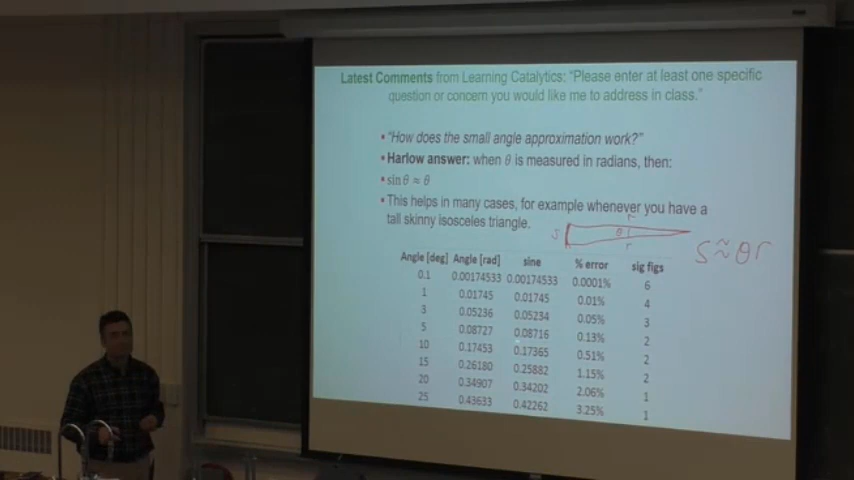 Latest Comments from Learning Catalytics: "Please enter at least one specific
question or concern you would like me to address in class."
▪ "How does the small angle approximation work?"
▪ Harlow answer: when θ is measured in radians, then:
▪ sin θ ≈ θ
▪ This helps in many cases, for example whenever you have a
tall skinny isosceles triangle.
r
S θ
r
S ≈ θr
Angle [deg] Angle [rad] sine % error sig figs
0.1 0.00174533 0.00174533 0.0001% 6
1 0.01745 0.01745 0.01% 4
3 0.05236 0.05234 0.05% 3
5 0.08727 0.08716 0.13% 2
10 0.17453 0.17365 0.51% 2
15 0.26180 0.25882 1.15% 2
20 0.34907 0.34202 2.06% 1
25 0.43633 0.42262 3.25% 1